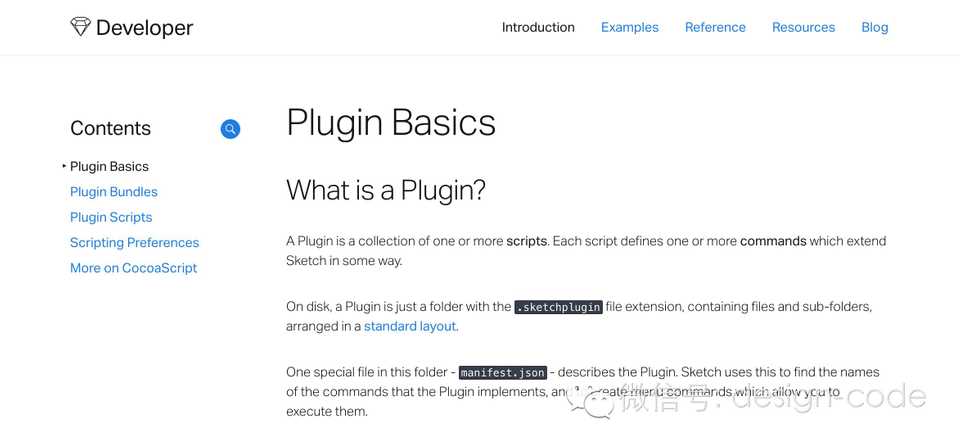 Developer
Introduction Examples Reference Resources Blog
Contents
Plugin Basics
Plugin Bundles
Plugin Scripts
Scripting Preferences
More on CocoaScript
Plugin Basics
What is a Plugin?
A Plugin is a collection of one or more scripts. Each script defines one or more commands which extend
Sketch in some way.
On disk, a Plugin is just a folder with the .sketchplugin file extension, containing files and sub-folders,
arranged in a standard layout.
One special file in this folder - manifest.json - describes the Plugin. Sketch uses this to find the names
of the commands that the Plugin implements, and menu commands which allow you to
execute them.
微信号: design-code